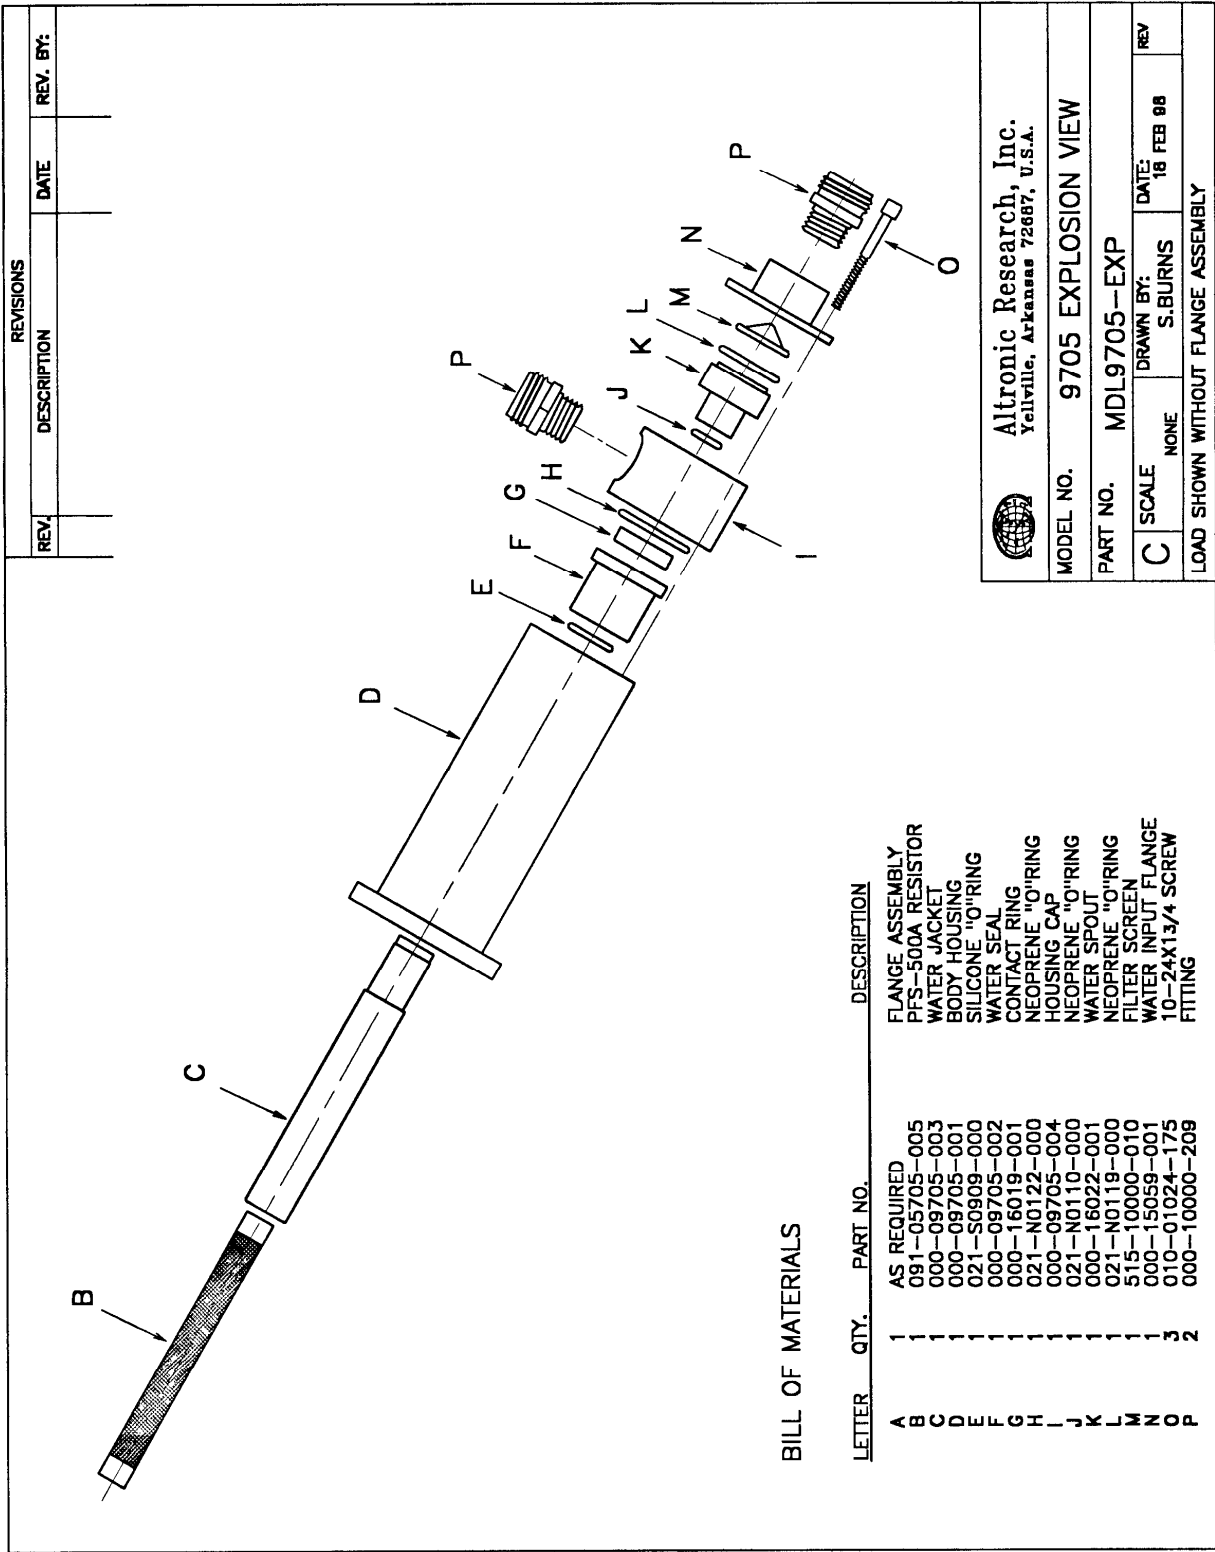 REVISIONS
REV. DESCRIPTION DATE REV. BY:
B
C
D
E
F
G
H
I
J
K
L
M
N
O
P
P
BILL OF MATERIALS
LETTER QTY. PART NO. DESCRIPTION
A 1 AS REQUIRED FLANGE ASSEMBLY
B 1 091-05705-005 PFS-500A RESISTOR
C 1 000-09705-003 WATER JACKET
D 1 000-09705-001 BODY HOUSING
E 1 021-S0909-000 SILICONE "O"RING
F 1 000-09705-002 WATER SEAL
G 1 000-16019-001 CONTACT RING
H 1 021-N0122-000 NEOPRENE "O"RING
I 1 000-09705-004 HOUSING CAP
J 1 021-N0110-000 NEOPRENE "O"RING
K 1 000-16022-001 WATER SPOUT
L 1 021-N0119-000 NEOPRENE "O"RING
M 1 515-10000-010 FILTER SCREEN
N 1 000-15059-001 WATER INPUT FLANGE
O 3 010-01024-175 10-24X13/4 SCREW
P 2 000-10000-209 FITTING
Altronic Research, Inc.
Yellville, Arkansas 72687, U.S.A.
MODEL NO. 9705 EXPLOSION VIEW
PART NO. MDL9705-EXP
C SCALE NONE DRAWN BY: S.BURNS DATE: 18 FEB 98 REV
LOAD SHOWN WITHOUT FLANGE ASSEMBLY